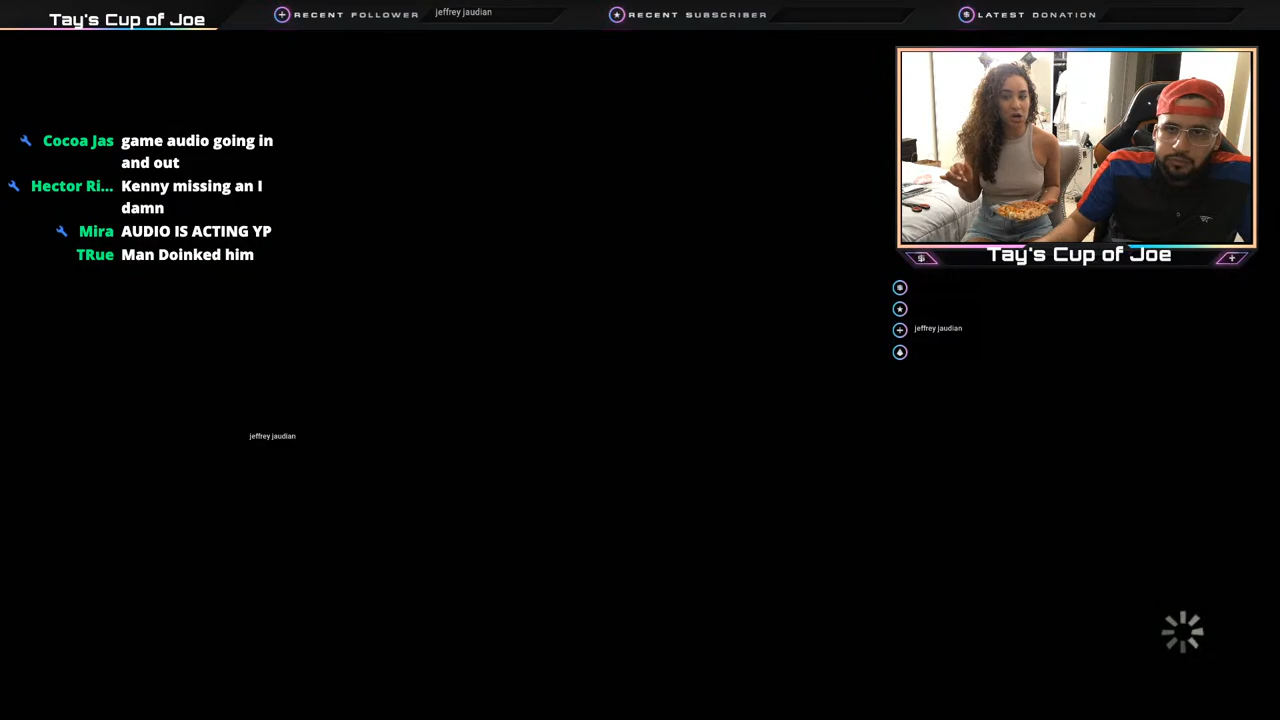 Tay's Cup of Joe
RECENT FOLLOWER
jeffrey jaudian
RECENT SUBSCRIBER
LATEST DONATION
Cocoa Jas game audio going in
and out
Hector Ri... Kenny missing an I
damn
Mira AUDIO IS ACTING YP
TRue Man Doinked him
Tay's Cup of Joe
jeffrey jaudian
jeffrey jaudian